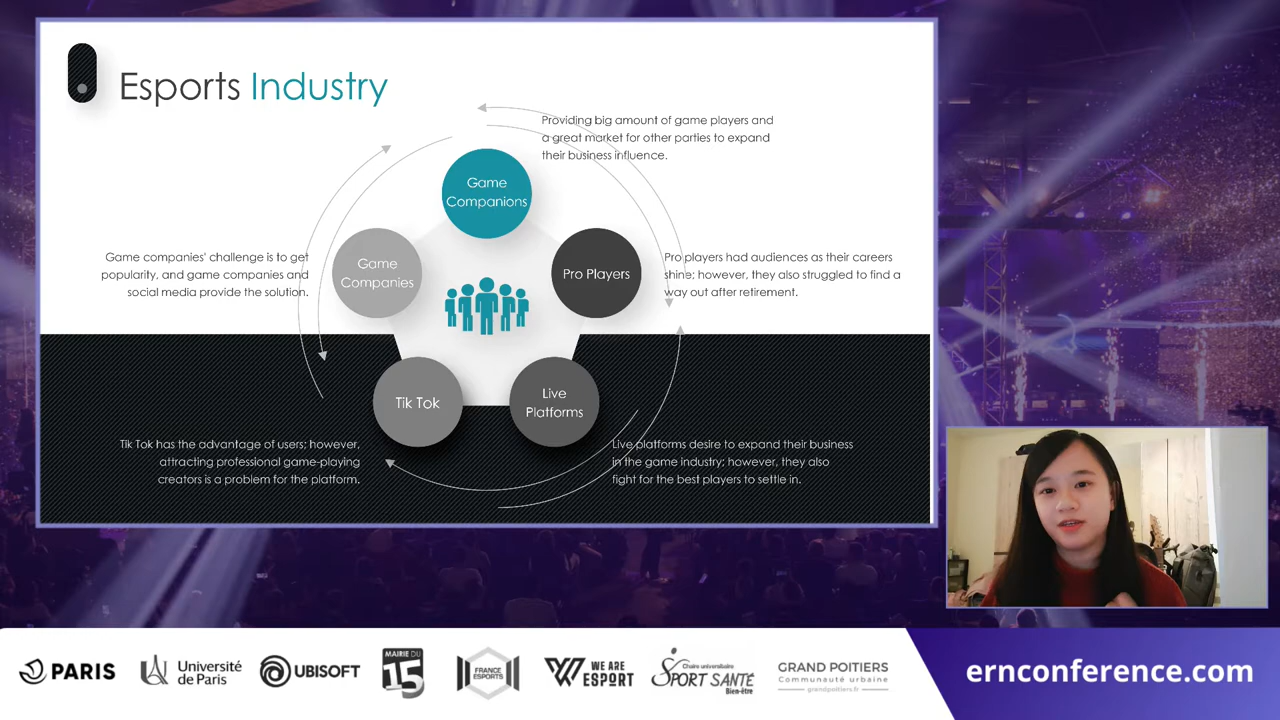 Esports Industry
Providing big amount of game players and
a great market for other parties to expand
their business influence.
Game
Companions
Game companies' challenge is to get
popularity, and game companies and
social media provide the solution.
Game
Companies
Pro Players
Pro players had audiences as their careers
shine; however, they also struggled to find a
way out after retirement.
Tik Tok
Live
Platforms
Tik Tok has the advantage of users; however,
attracting professional game-playing
creators is a problem for the platform.
Live platforms desire to expand their business
in the game industry; however, they also
fight for the best players to settle in.
PARIS
Université
de Paris
UBISOFT
MAIRIE DU
15
FRANCE
ESPORTS
WE ARE
ESPORT
Chaire universitaire
SPORT SANTÉ
Bien-être
GRAND POITIERS
Communauté urbaine
grandpoitiers.fr
ernconference.com